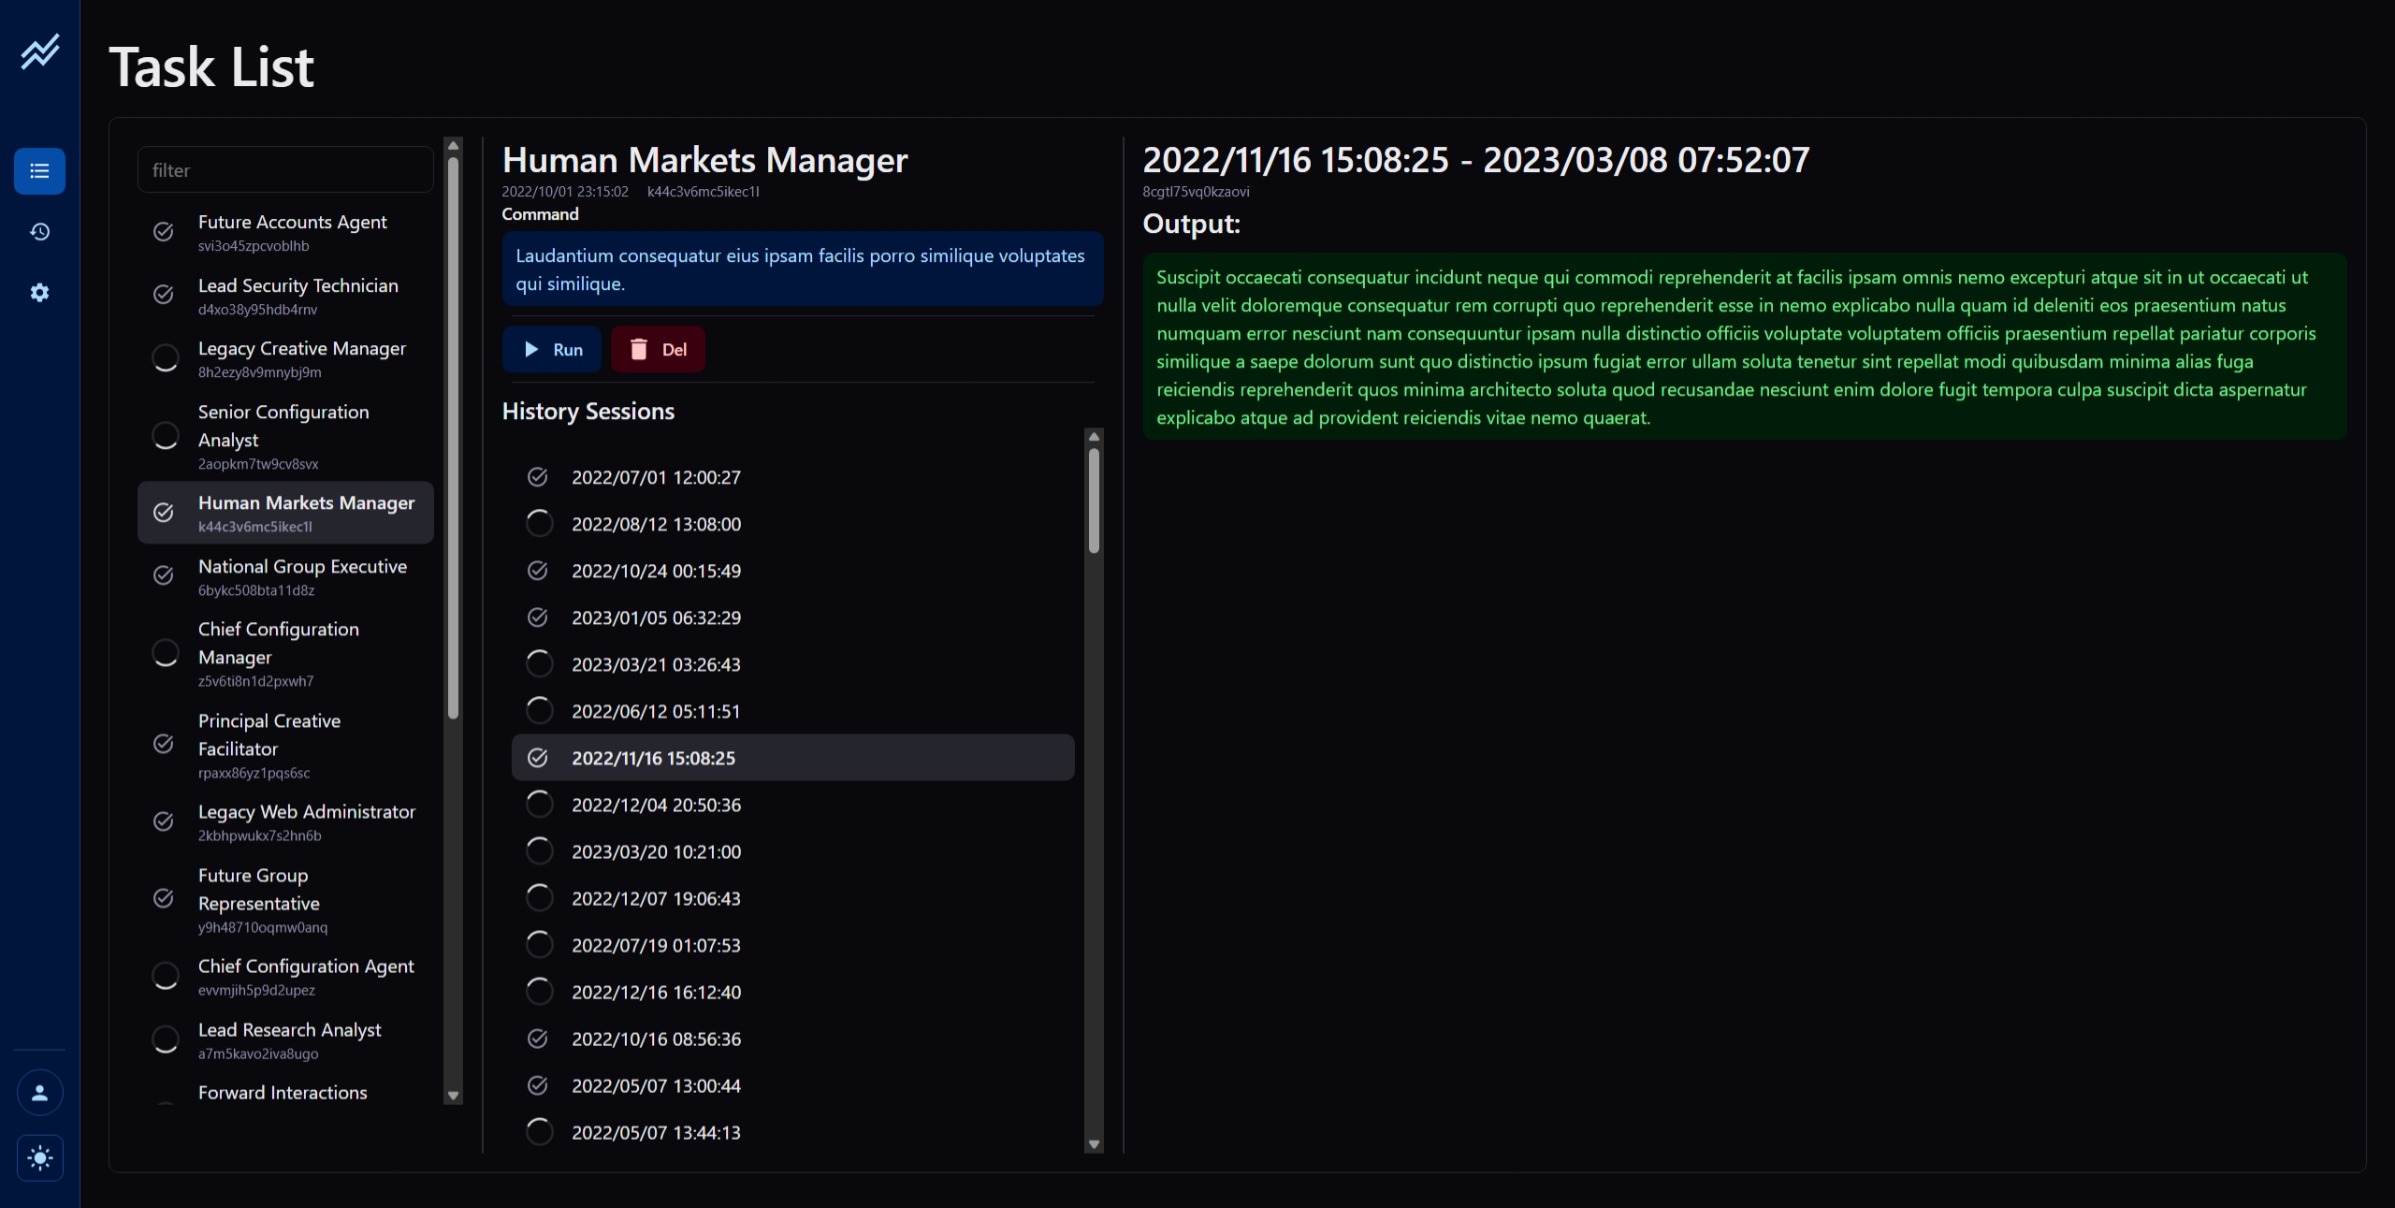 Task List
filter
Future Accounts Agent
svi3o45zpcvoblhb
Lead Security Technician
d4xo38y95hdb4rnv
Legacy Creative Manager
8h2ezy8v9mnybj9m
Senior Configuration
Analyst
2aopkm7tw9cv8svx
Human Markets Manager
k44c3v6mc5ikec1l
National Group Executive
6bykc508bta11d8z
Chief Configuration
Manager
z5v6ti8n1d2pxwh7
Principal Creative
Facilitator
rpaxx86yz1pqs6sc
Legacy Web Administrator
2kbhpwukx7s2hn6b
Future Group
Representative
y9h48710oqmw0anq
Chief Configuration Agent
evvmjih5p9d2upez
Lead Research Analyst
a7m5kavo2iva8ugo
Forward Interactions
Human Markets Manager
2022/10/01 23:15:02 k44c3v6mc5ikec1l
Command
Laudantium consequatur eius ipsam facilis porro similique voluptates
qui similique.
Run Del
History Sessions
2022/07/01 12:00:27
2022/08/12 13:08:00
2022/10/24 00:15:49
2023/01/05 06:32:29
2023/03/21 03:26:43
2022/06/12 05:11:51
2022/11/16 15:08:25
2022/12/04 20:50:36
2023/03/20 10:21:00
2022/12/07 19:06:43
2022/07/19 01:07:53
2022/12/16 16:12:40
2022/10/16 08:56:36
2022/05/07 13:00:44
2022/05/07 13:44:13
2022/11/16 15:08:25 - 2023/03/08 07:52:07
8cgtl75vq0kzaovi
Output:
Suscipit occaecati consequatur incidunt neque qui commodi reprehenderit at facilis ipsam omnis nemo excepturi atque sit in ut occaecati ut
nulla velit doloremque consequatur rem corrupti quo reprehenderit esse in nemo explicabo nulla quam id deleniti eos praesentium natus
numquam error nesciunt nam consequuntur ipsam nulla distinctio officiis voluptate voluptatem officiis praesentium repellat pariatur corporis
similique a saepe dolorum sunt quo distinctio ipsum fugiat error ullam soluta tenetur sint repellat modi quibusdam minima alias fuga
reiciendis reprehenderit quos minima architecto soluta quod recusandae nesciunt enim dolore fugit tempora culpa suscipit dicta aspernatur
explicabo atque ad provident reiciendis vitae nemo quaerat.